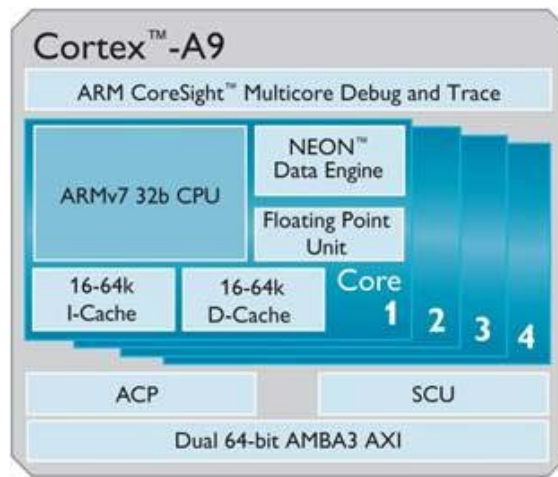 Cortex™-A9
ARM CoreSight™ Multicore Debug and Trace
ARMv7 32b CPU
NEON™
Data Engine
Floating Point
Unit
16-64k
I-Cache
16-64k
D-Cache
Core
1
2
3
4
ACP
SCU
Dual 64-bit AMBA3 AXI